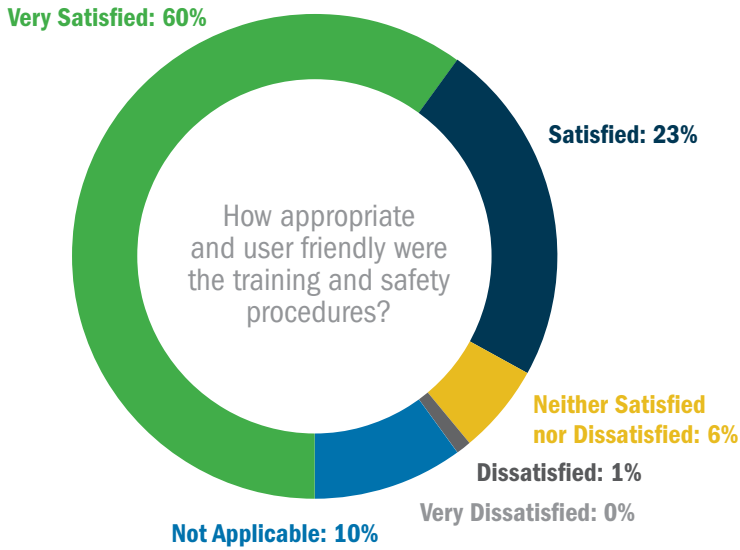 Very Satisfied: 60%
Satisfied: 23%
How appropriate
and user friendly were
the training and safety
procedures?
Neither Satisfied
nor Dissatisfied: 6%
Dissatisfied: 1%
Very Dissatisfied: 0%
Not Applicable: 10%